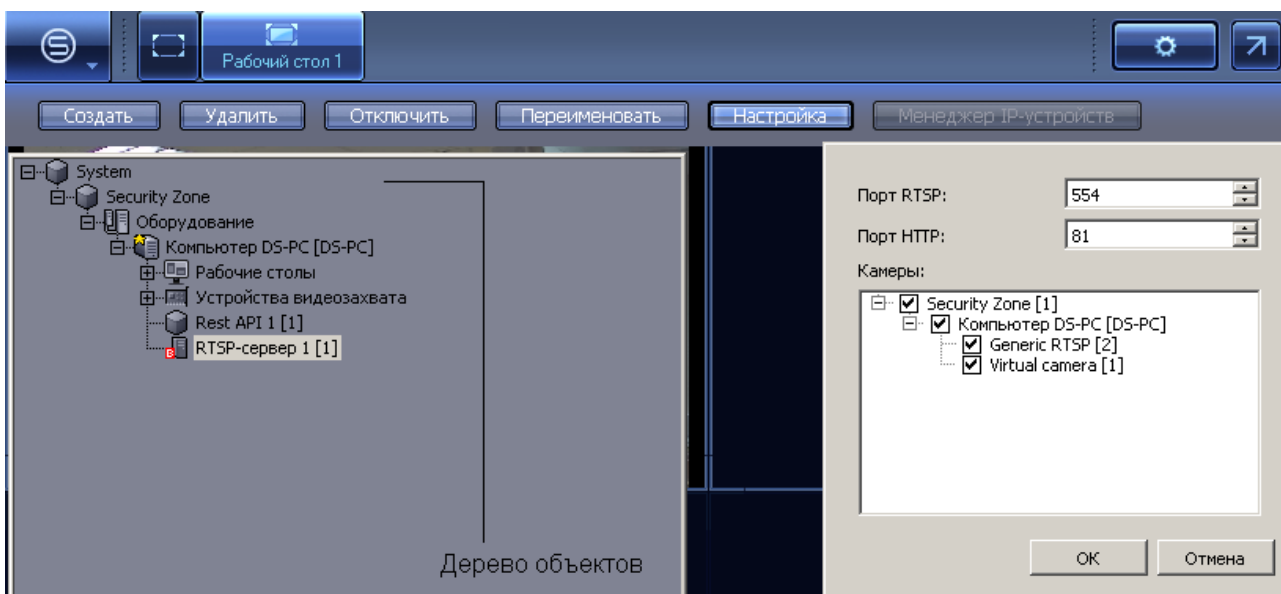 Рабочий стол 1
Создать Удалить Отключить Переименовать Настройка Менеджер IP-устройств
System
Security Zone
Оборудование
Компьютер DS-PC [DS-PC]
Рабочие столы
Устройства видеозахвата
Rest API 1 [1]
RTSP-сервер 1 [1]
Дерево объектов
Порт RTSP: 554
Порт HTTP: 81
Камеры:
Security Zone [1]
Компьютер DS-PC [DS-PC]
Generic RTSP [2]
Virtual camera [1]
ОК Отмена